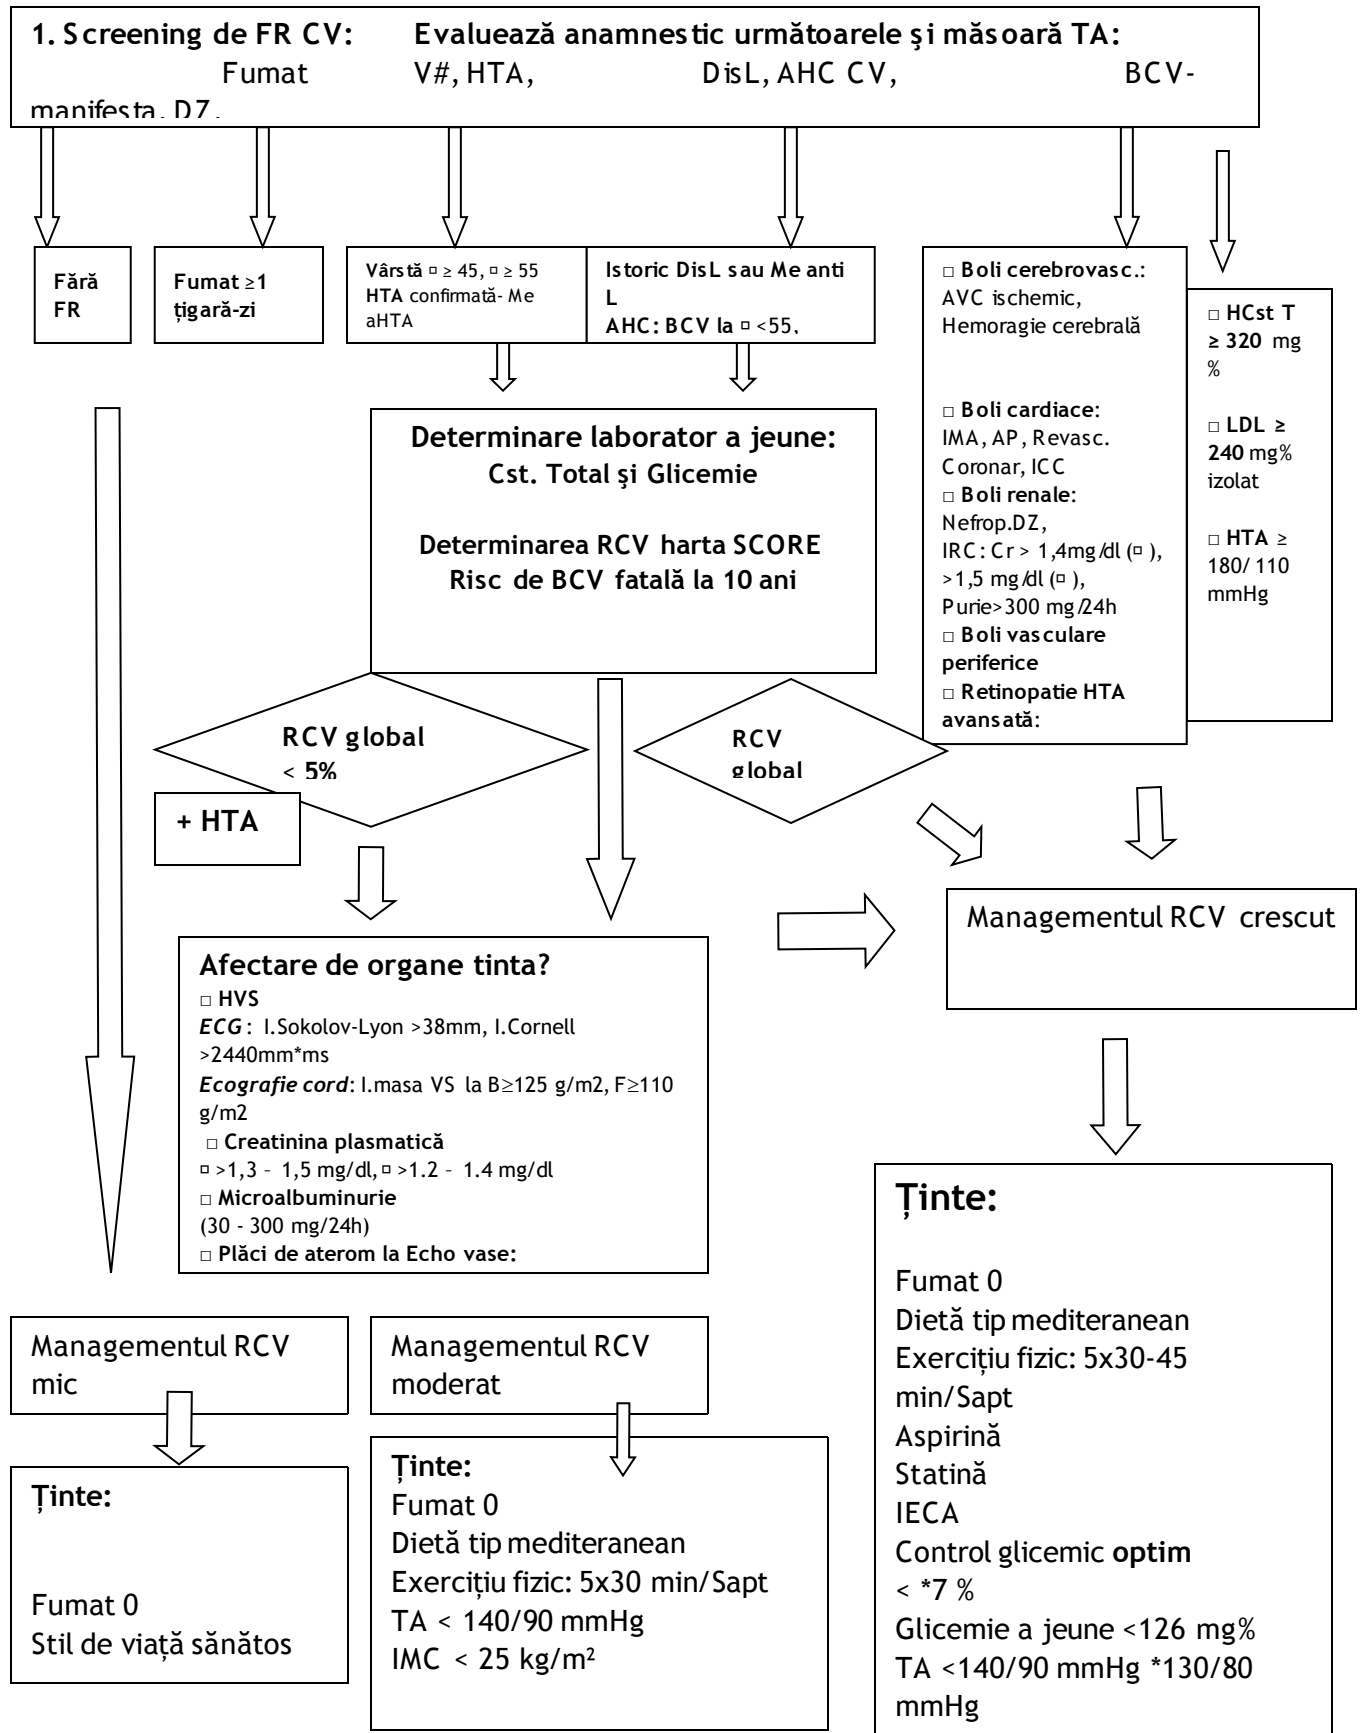 1. Screening de FR CV: Evaluează anamnestic următoarele și măsoară TA:
Fumat V#, HTA, DisL, AHC CV, BCV-
manifesta, DZ,
Fără
FR
Fumat ≥1
țigară-zi
Vârstă □ ≥ 45, □ ≥ 55
HTA confirmată- Me
aHTA
Istoric DisL sau Me anti
L
AHC: BCV la □ <55,
□ Boli cerebrovasc.:
AVC ischemic,
Hemoragie cerebrală
□ Boli cardiace:
IMA, AP, Revasc.
Coronar, ICC
□ Boli renale:
Nefrop.DZ,
IRC: Cr > 1,4mg/dl (□ ),
>1,5 mg/dl (□ ),
Purie>300 mg/24h
□ Boli vasculare
periferice
□ Retinopatie HTA
avansată:
□ HCst T
≥ 320 mg
%
□ LDL ≥
240 mg%
izolat
□ HTA ≥
180/ 110
mmHg
Determinare laborator a jeune:
Cst. Total și Glicemie
Determinarea RCV harta SCORE
Risc de BCV fatală la 10 ani
RCV global
< 5%
RCV
global
+ HTA
Managementul RCV crescut
Afectare de organe tinta?
□ HVS
ECG: I.Sokolov-Lyon >38mm, I.Cornell
>2440mm*ms
Ecografie cord: I.masa VS la B≥125 g/m2, F≥110
g/m2
□ Creatinina plasmatică
□ >1,3 – 1,5 mg/dl, □ >1.2 – 1.4 mg/dl
□ Microalbuminurie
(30 - 300 mg/24h)
□ Plăci de aterom la Echo vase:
Managementul RCV
mic
Managementul RCV
moderat
Ținte:
Fumat 0
Stil de viață sănătos
Ținte:
Fumat 0
Dietă tip mediteranean
Exercițiu fizic: 5x30 min/Sapt
TA < 140/90 mmHg
IMC < 25 kg/m²
Ținte:
Fumat 0
Dietă tip mediteranean
Exercițiu fizic: 5x30-45
min/Sapt
Aspirină
Statină
IECA
Control glicemic optim
< *7 %
Glicemie a jeune <126 mg%
TA <140/90 mmHg *130/80
mmHg